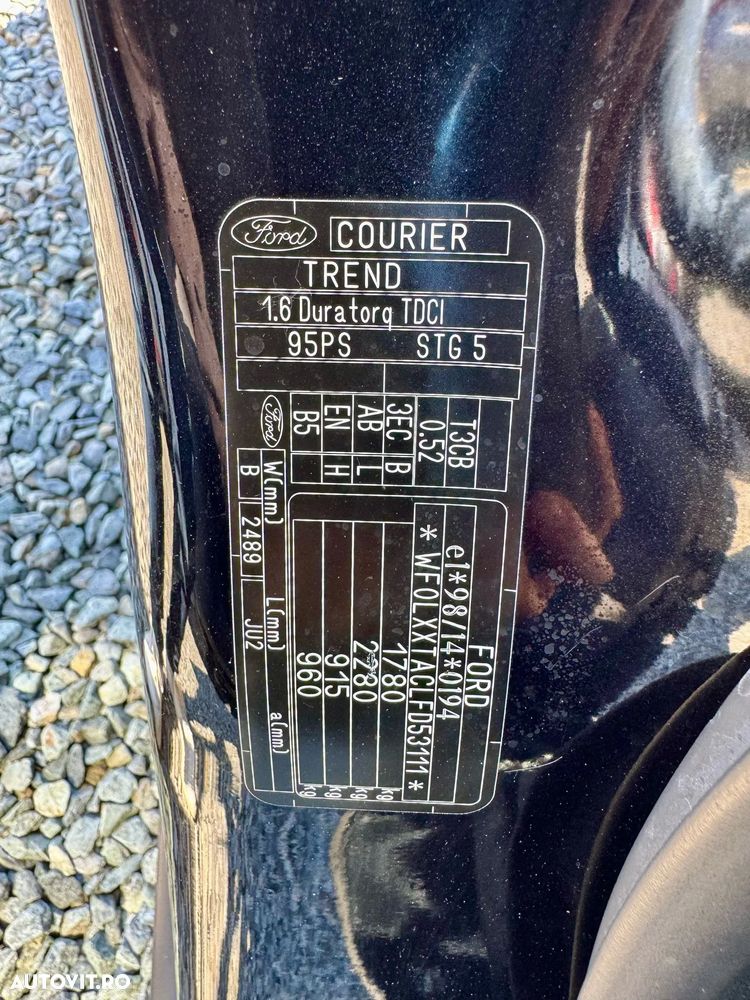 Ford COURIER
TREND
1.6 Duratorq TDCI
95PS STG 5
FORD
T3CB e1*98/14*0194
0.52 * WF0LXXTACLFD53111 *
3EC B 1780 kg
AB L 2280 kg
EN H 915 kg
B5 960 kg
Ford W(mm) L(mm) a(mm)
B 2489 JU2
AUTOVIT.RO